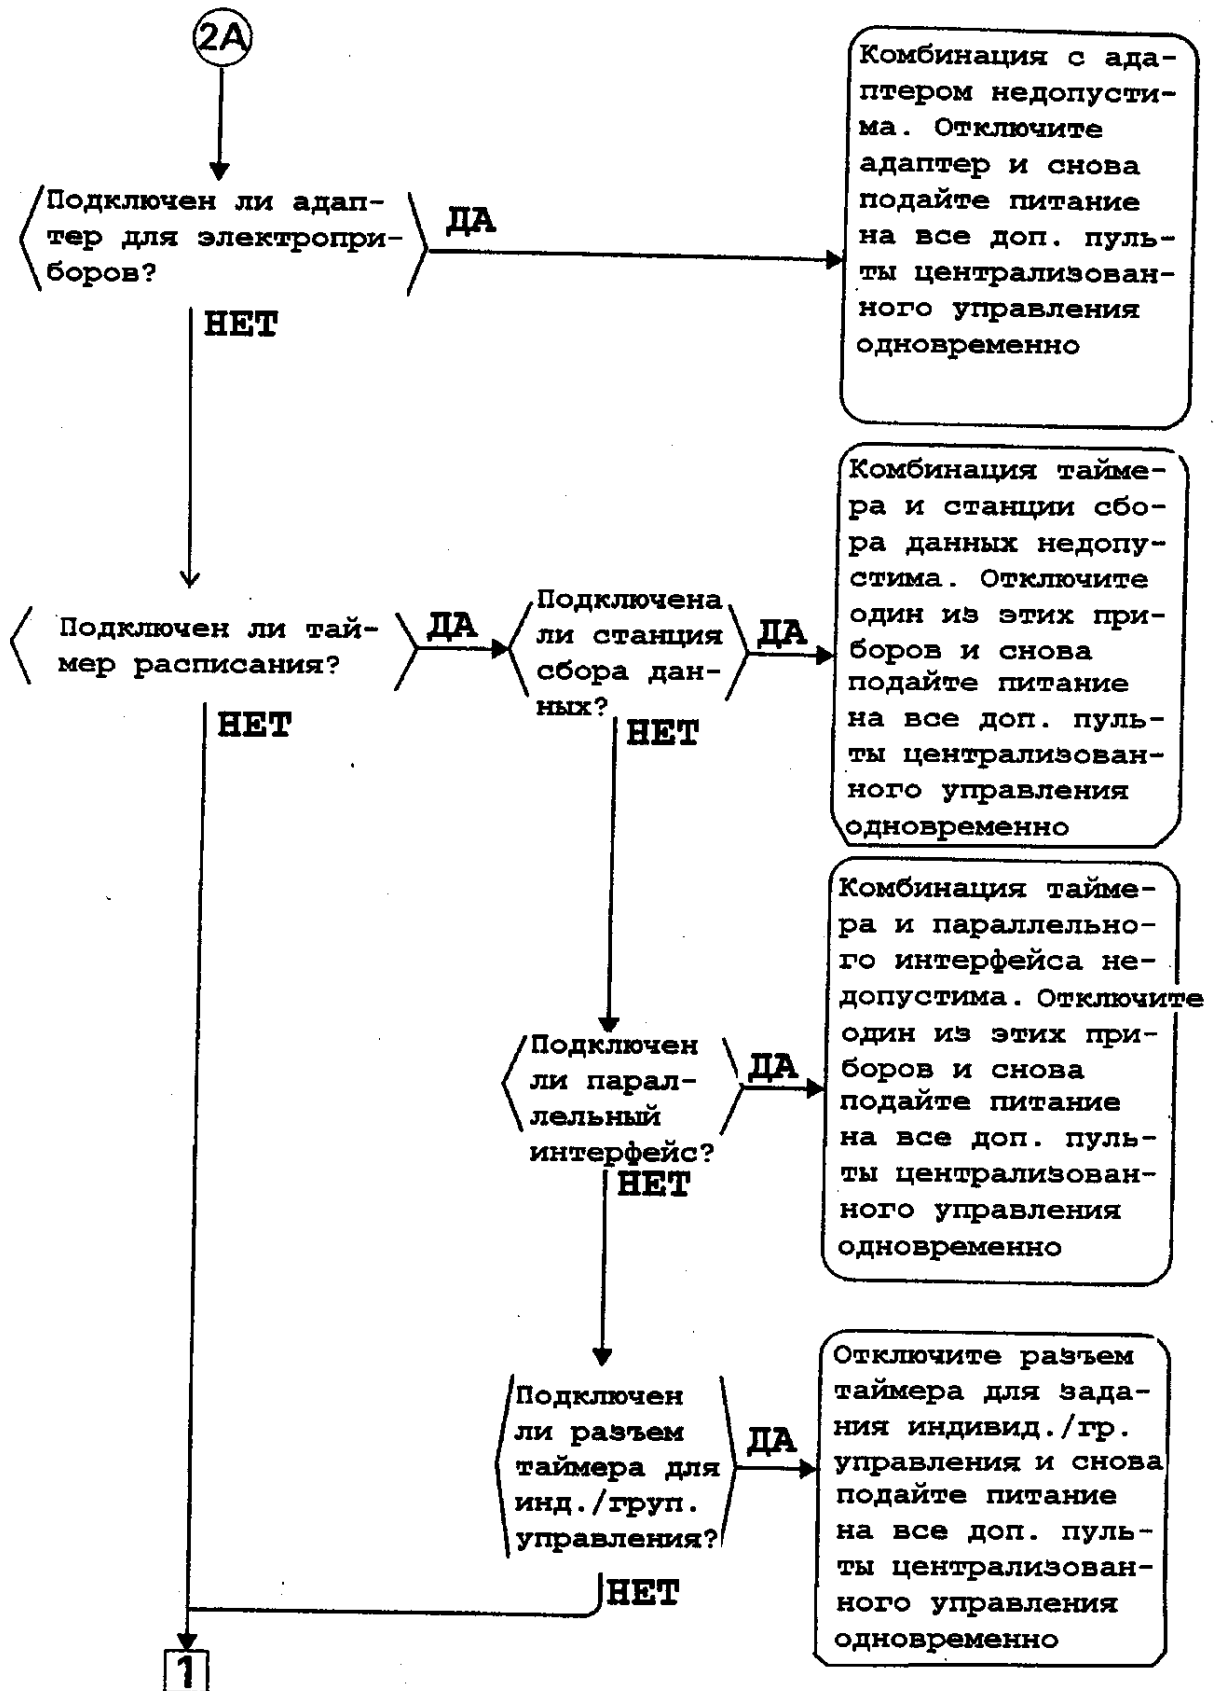 2А
Комбинация с ада-
птером недопусти-
ма. Отключите
адаптер и снова
подайте питание
на все доп. пуль-
ты централизован-
ного управления
одновременно
Подключен ли адап-
тер для электропри-
боров?
ДА
НЕТ
Комбинация тайме-
ра и станции сбо-
ра данных недопу-
стима. Отключите
один из этих при-
боров и снова
подайте питание
на все доп. пуль-
ты централизован-
ного управления
одновременно
Подключен ли тай-
мер расписания?
ДА
Подключена
ли станция
сбора дан-
ных?
ДА
НЕТ
НЕТ
Комбинация тайме-
ра и параллельно-
го интерфейса не-
допустима. Отключите
один из этих при-
боров и снова
подайте питание
на все доп. пуль-
ты централизован-
ного управления
одновременно
Подключен
ли парал-
лельный
интерфейс?
ДА
НЕТ
Отключите разъем
таймера для зада-
ния индивид./гр.
управления и снова
подайте питание
на все доп. пуль-
ты централизован-
ного управления
одновременно
Подключен
ли разъем
таймера для
инд./груп.
управления?
ДА
НЕТ
1